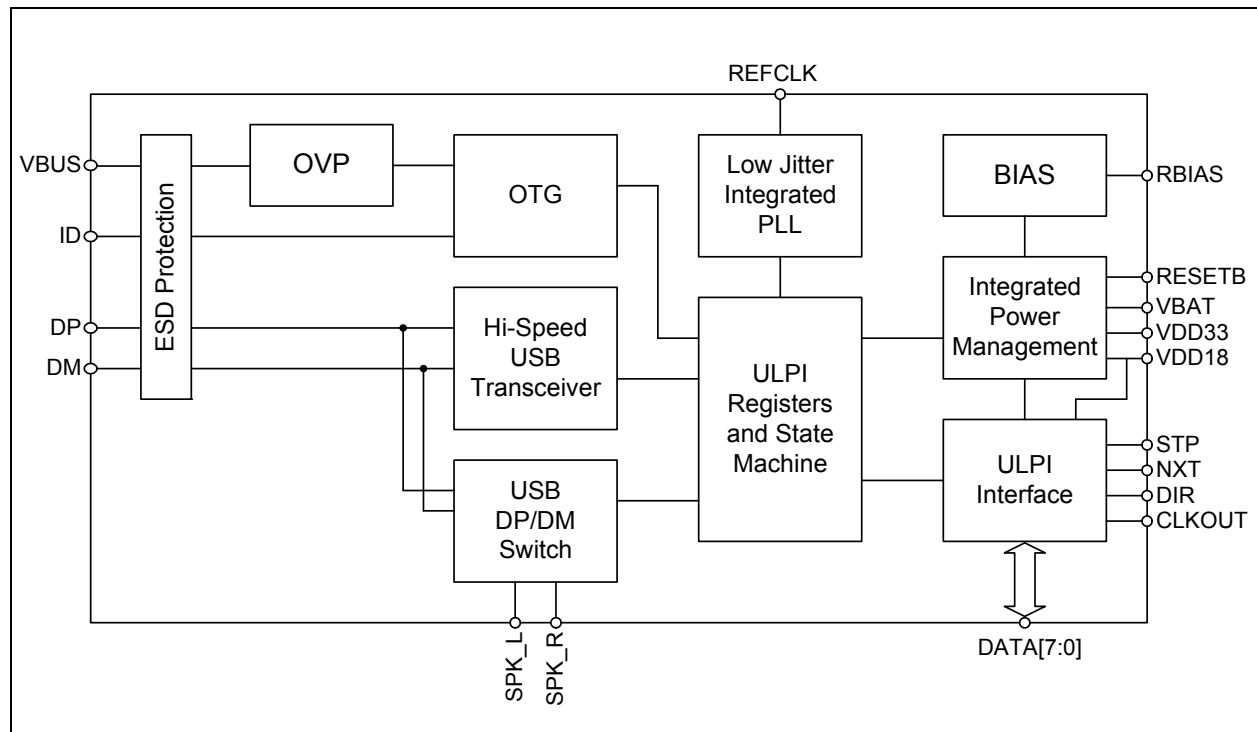 REFCLK
VBUS
ID
DP
DM
ESD Protection
OVP
OTG
Hi-Speed
USB
Transceiver
USB
DP/DM
Switch
SPK_L
SPK_R
Low Jitter
Integrated
PLL
ULPI
Registers
and State
Machine
BIAS
Integrated
Power
Management
ULPI
Interface
RBIAS
RESETB
VBAT
VDD33
VDD18
STP
NXT
DIR
CLKOUT
DATA[7:0]